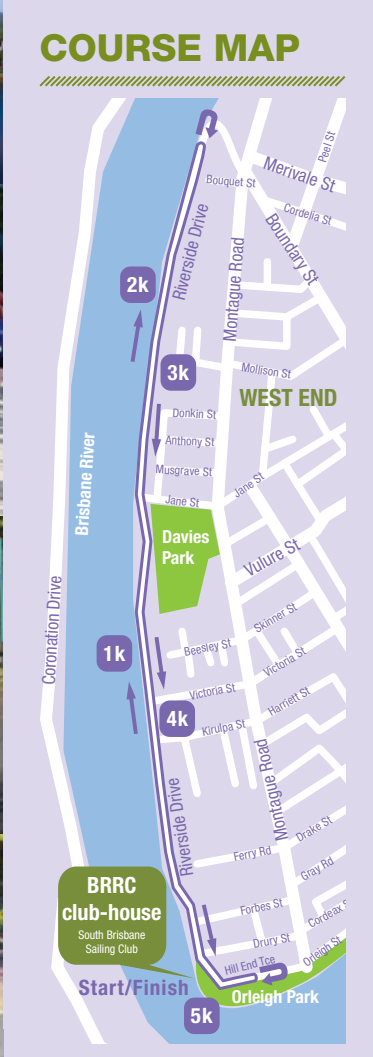 COURSE MAP
Peel St
Merivale St
Bouquet St
Cordelia St
Boundary St
Riverside Drive
Montague Road
2k
3k
Mollison St
WEST END
Donkin St
Anthony St
Musgrave St
Jane St
Jane St
Brisbane River
Davies
Park
Vulure St
Coronation Drive
Skinner St
1k
Beesley St
Victoria St
Victoria St
Harriett St
4k
Kirulpa St
Montague Road
Riverside Drive
Drake St
Ferry Rd
Gray Rd
BRRC
club-house
South Brisbane
Sailing Club
Forbes St
Cordeax S
Drury St
Orleigh St
Hill End Tce
Start/Finish
Orleigh Park
5k